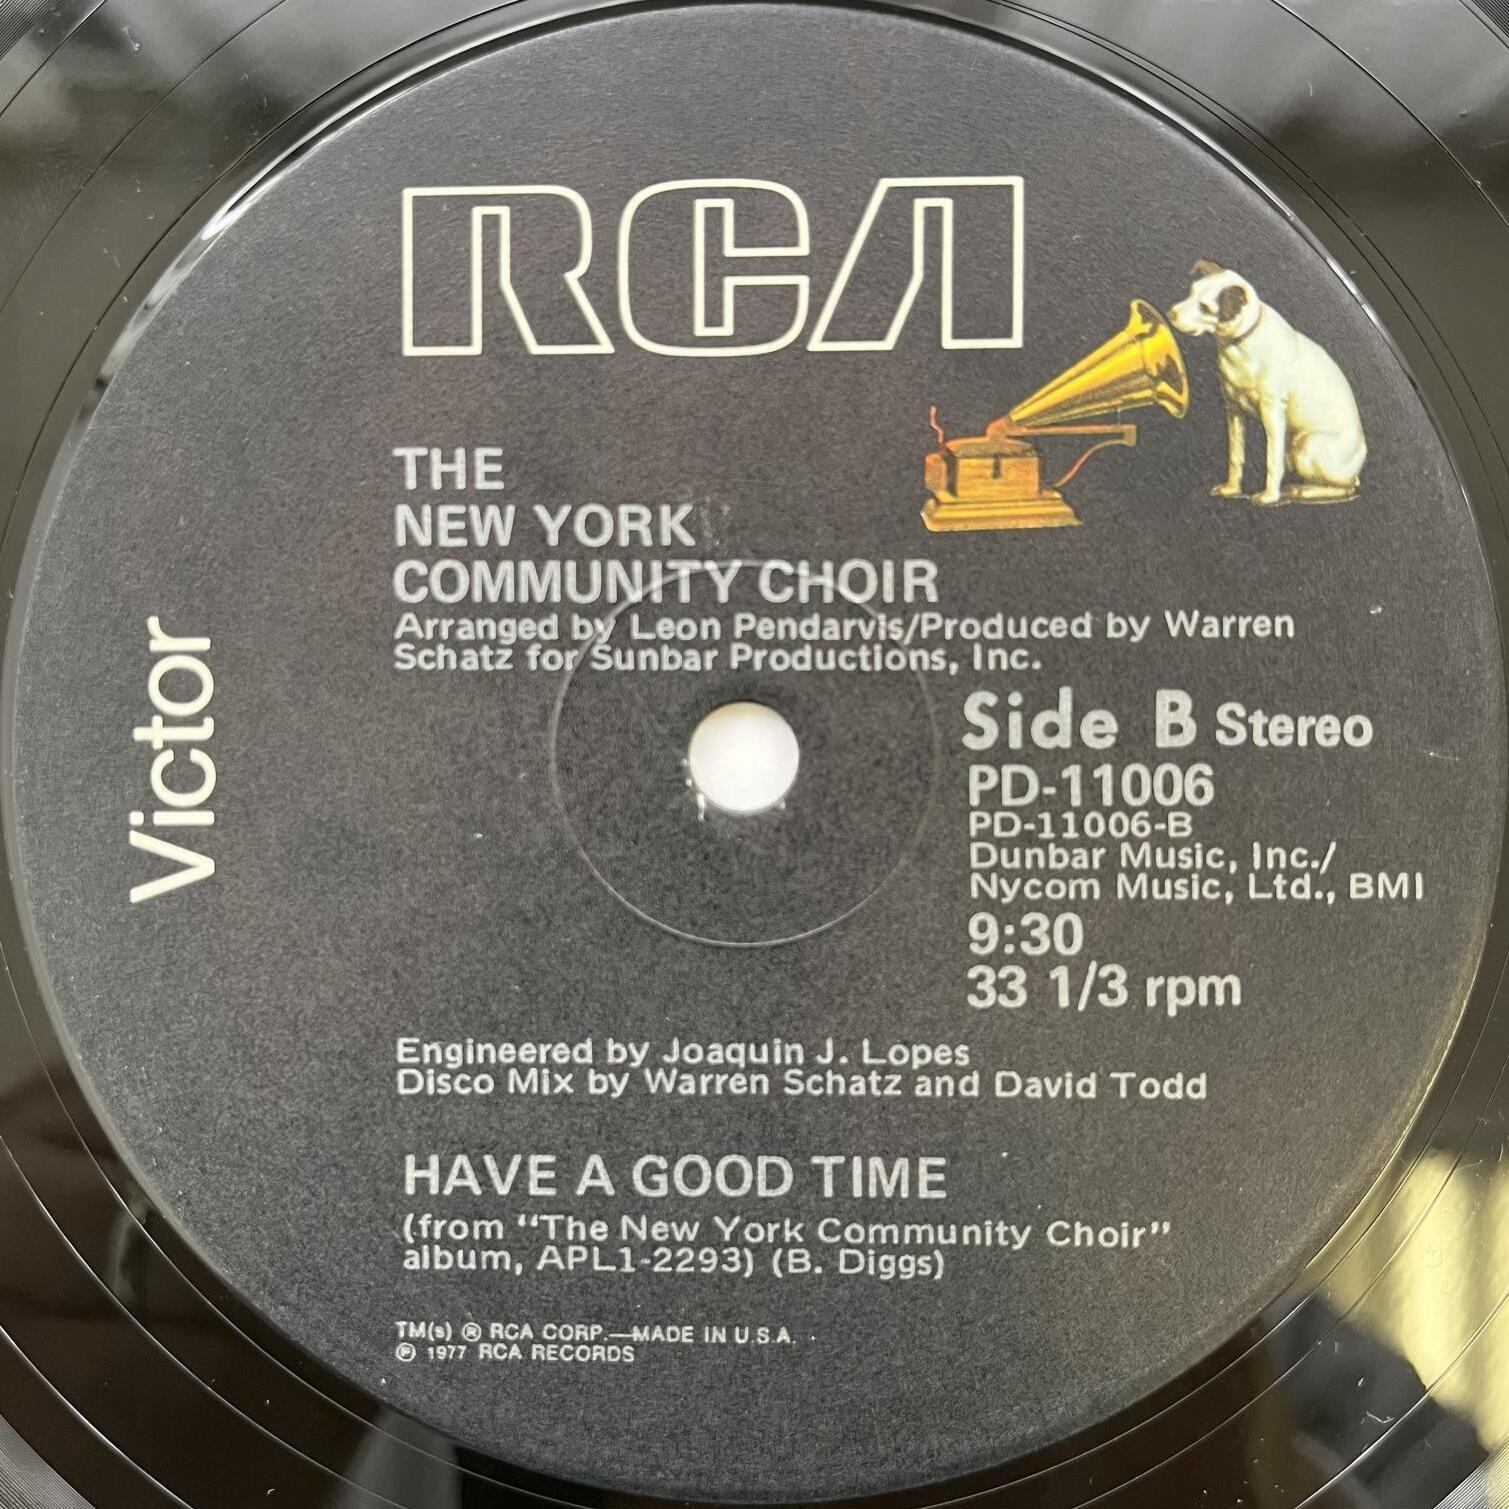 RCA
THE
NEW YORK
COMMUNITY CHOIR
Arranged by Leon Pendarvis/Produced by Warren
Schatz for Sunbar Productions, Inc.
Victor
Side B Stereo
PD-11006
PD-11006-B
Dunbar Music, Inc./
Nycom Music, Ltd., BMI
9:30
33 1/3 rpm
Engineered by Joaquin J. Lopes
Disco Mix by Warren Schatz and David Todd
HAVE A GOOD TIME
(from "The New York Community Choir"
album, APL1-2293) (B. Diggs)
TM(s) ® RCA CORP.—MADE IN U.S.A.
℗ 1977 RCA RECORDS